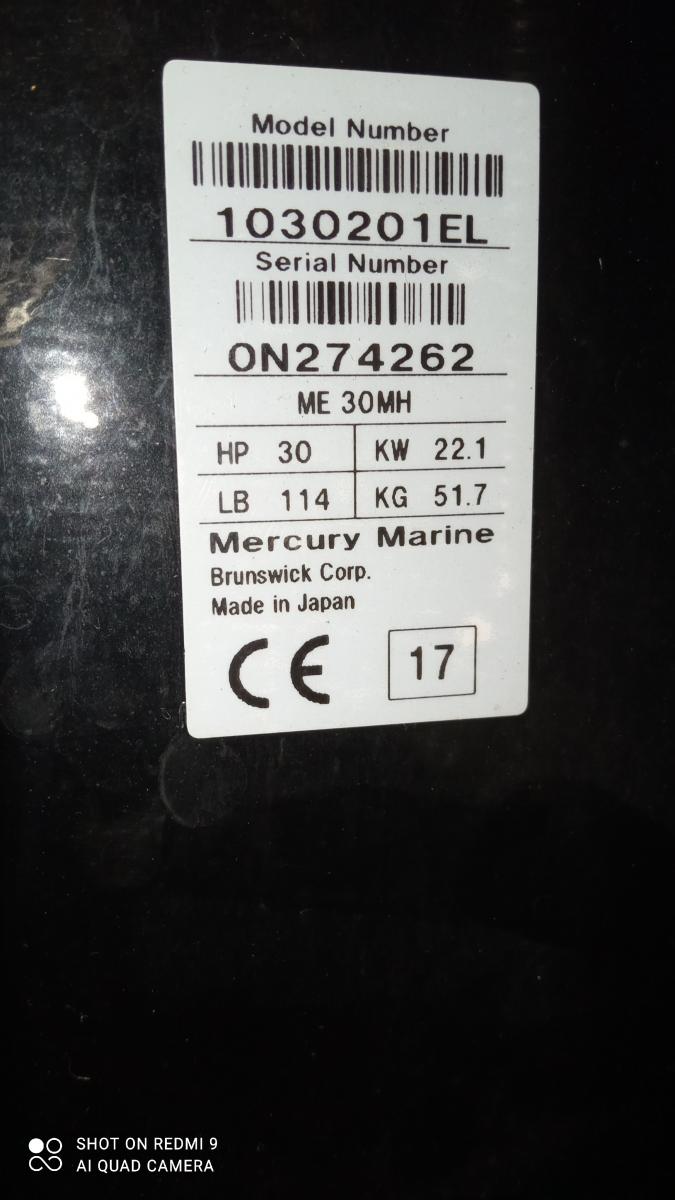 Model Number
1030201EL
Serial Number
0N274262
ME 30MH
HP 30 KW 22.1
LB 114 KG 51.7
Mercury Marine
Brunswick Corp.
Made in Japan
CE 17
SHOT ON REDMI 9
AI QUAD CAMERA